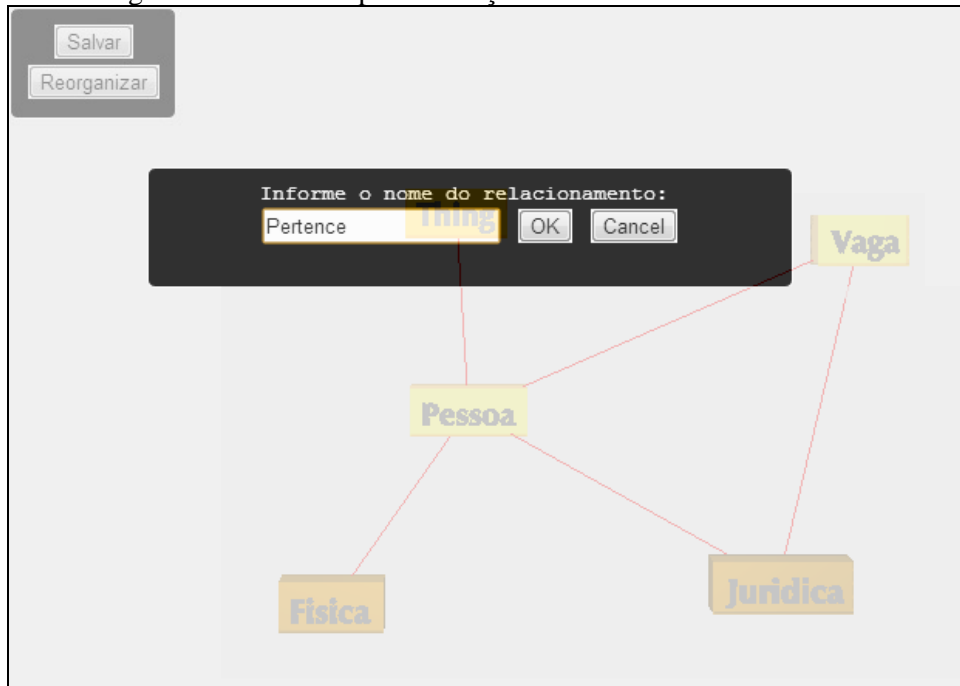 Salvar
Reorganizar
Informe o nome do relacionamento:
Pertence
OK
Cancel
Thing
Vaga
Pessoa
Fisica
Juridica